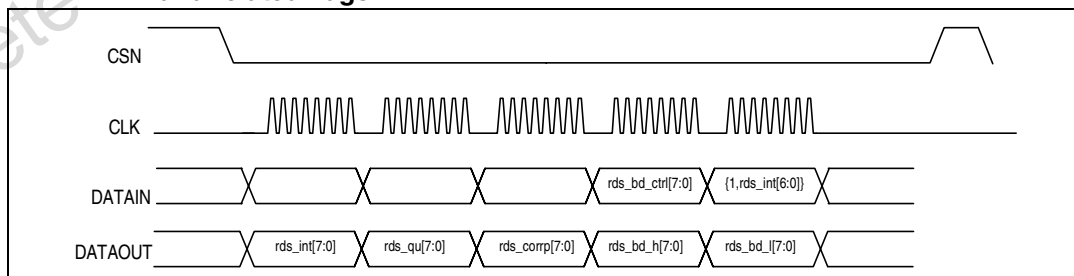 CSN
CLK
DATAIN
rds_bd_ctrl[7:0]
{1,rds_int[6:0]}
DATAOUT
rds_int[7:0]
rds_qu[7:0]
rds_corrp[7:0]
rds_bd_h[7:0]
rds_bd_l[7:0]